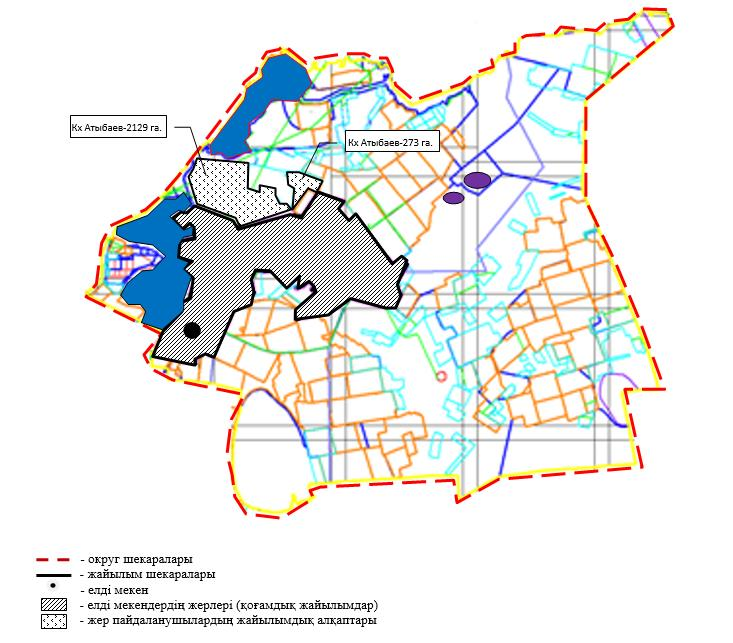 Кх Атыбаев-2129 га.
Кх Атыбаев-273 га.
- округ шекаралары
- жайылым шекаралары
- елді мекен
- елді мекендердің жерлері (қоғамдық жайылымдар)
- жер пайдаланушылардың жайылымдық алқаптары